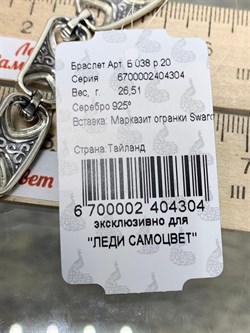 Браслет Арт. Б 038 р 20
Серия 6700002404304
Вес, г. 26,51
Серебро 925°
Вставка: Марказит огранки Swaro
Страна:Тайланд
6 700002 404304
эксклюзивно для
"ЛЕДИ САМОЦВЕТ"